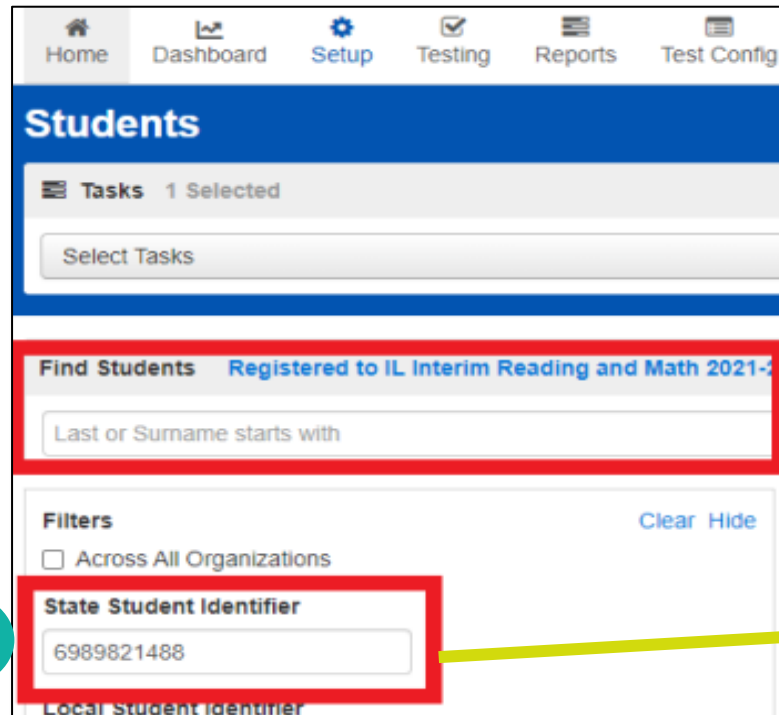 Home Dashboard Setup Testing Reports Test Config
Students
Tasks 1 Selected
Select Tasks
Find Students Registered to IL Interim Reading and Math 2021-2
Last or Surname starts with
Filters Clear Hide
Across All Organizations
State Student Identifier
6989821488
Local Student Identifier